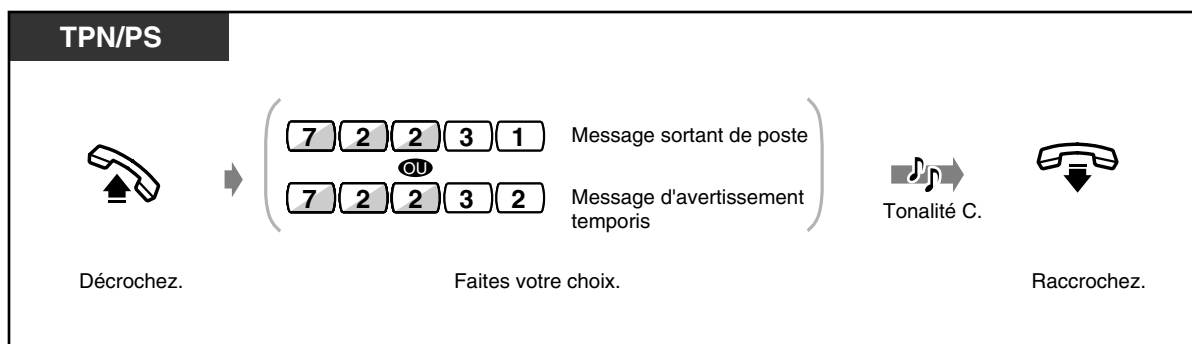 TPN/PS
7 2 2 3 1 Message sortant de poste
OU
7 2 2 3 2 Message d'avertissement
temporis
Tonalité C.
Décrochez.
Faites votre choix.
Raccrochez.